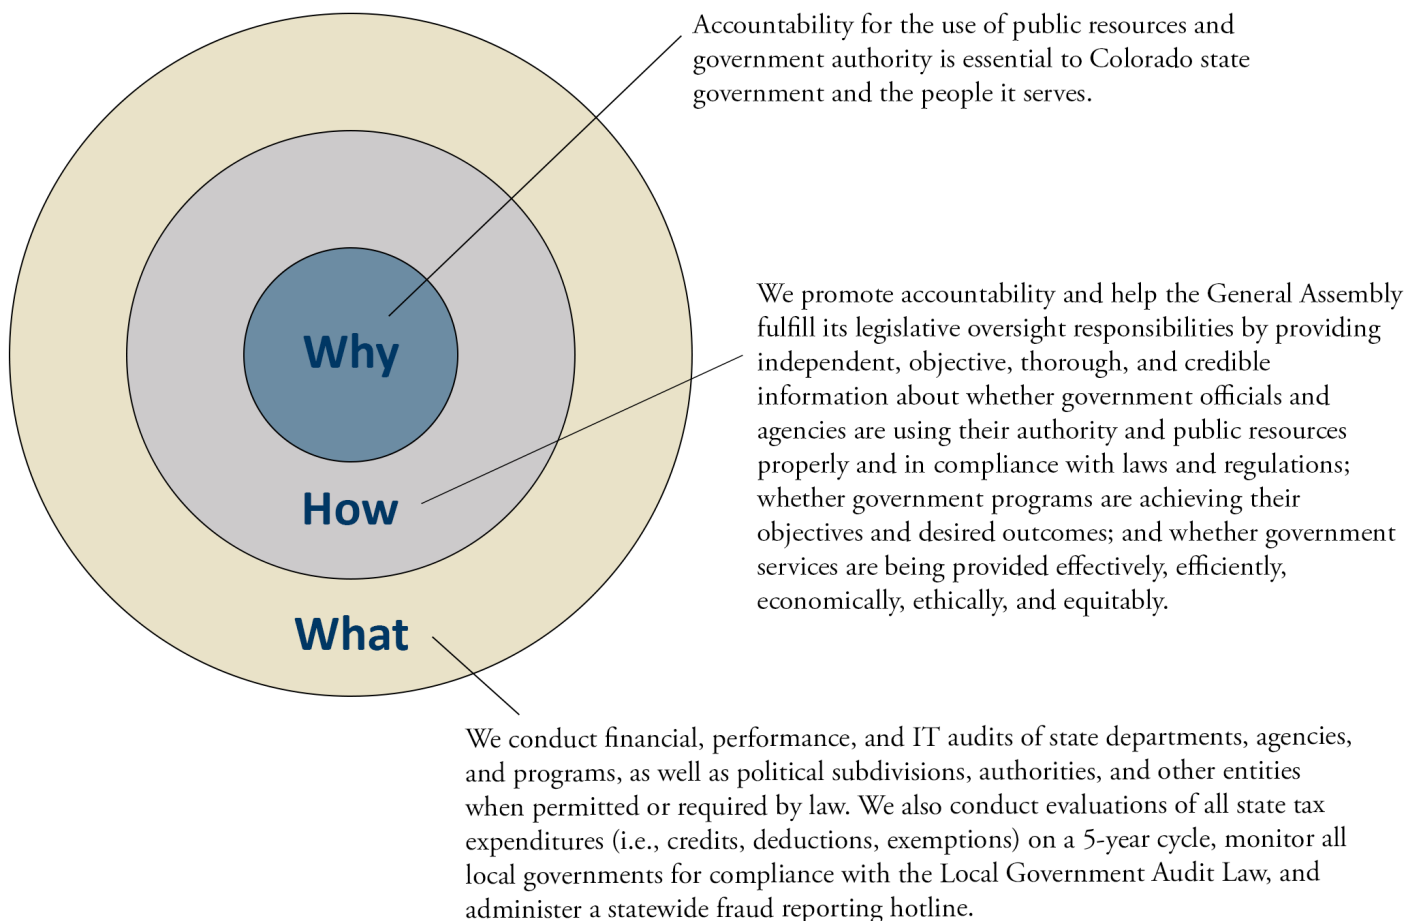 Accountability for the use of public resources and
government authority is essential to Colorado state
government and the people it serves.
Why
We promote accountability and help the General Assembly
fulfill its legislative oversight responsibilities by providing
independent, objective, thorough, and credible
information about whether government officials and
agencies are using their authority and public resources
properly and in compliance with laws and regulations;
whether government programs are achieving their
objectives and desired outcomes; and whether government
services are being provided effectively, efficiently,
economically, ethically, and equitably.
How
What
We conduct financial, performance, and IT audits of state departments, agencies,
and programs, as well as political subdivisions, authorities, and other entities
when permitted or required by law. We also conduct evaluations of all state tax
expenditures (i.e., credits, deductions, exemptions) on a 5-year cycle, monitor all
local governments for compliance with the Local Government Audit Law, and
administer a statewide fraud reporting hotline.